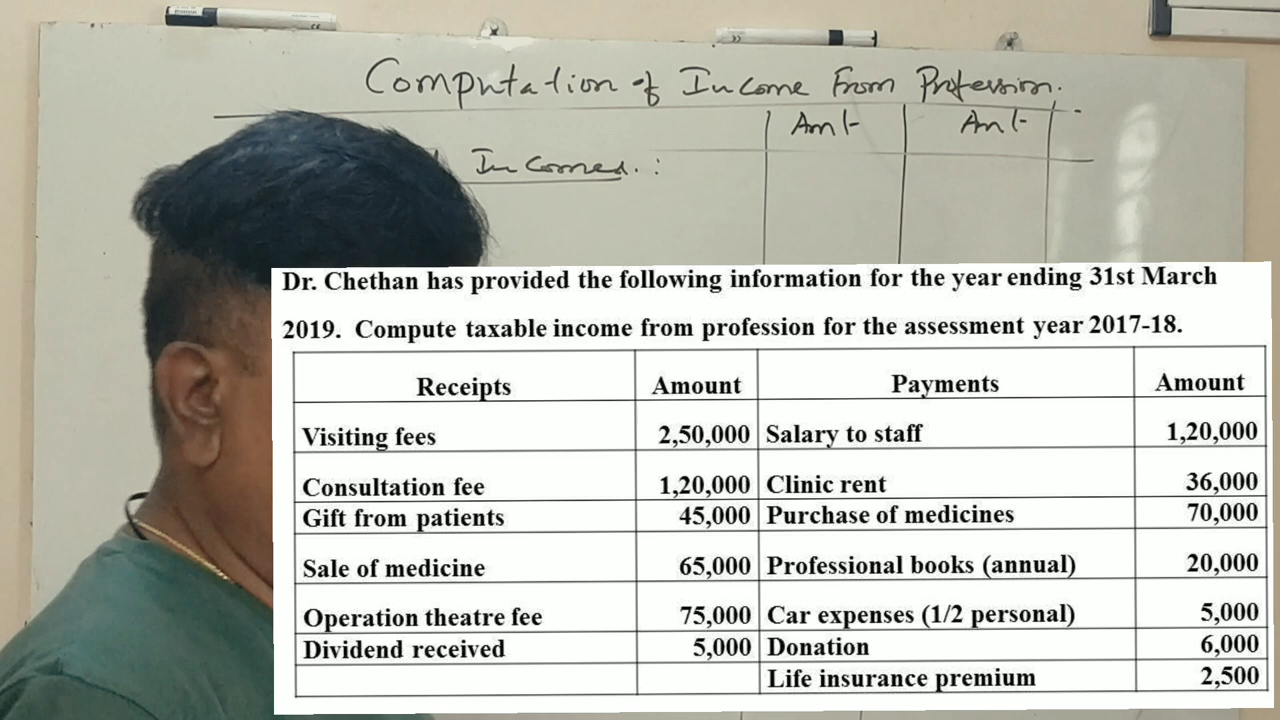 Computation of Income From Profession.
Amt Amt
Incomes. :
Dr. Chethan has provided the following information for the year ending 31st March
2019. Compute taxable income from profession for the assessment year 2017-18.
Receipts Amount Payments Amount
Visiting fees 2,50,000 Salary to staff 1,20,000
Consultation fee 1,20,000 Clinic rent 36,000
Gift from patients 45,000 Purchase of medicines 70,000
Sale of medicine 65,000 Professional books (annual) 20,000
Operation theatre fee 75,000 Car expenses (1/2 personal) 5,000
Dividend received 5,000 Donation 6,000
Life insurance premium 2,500